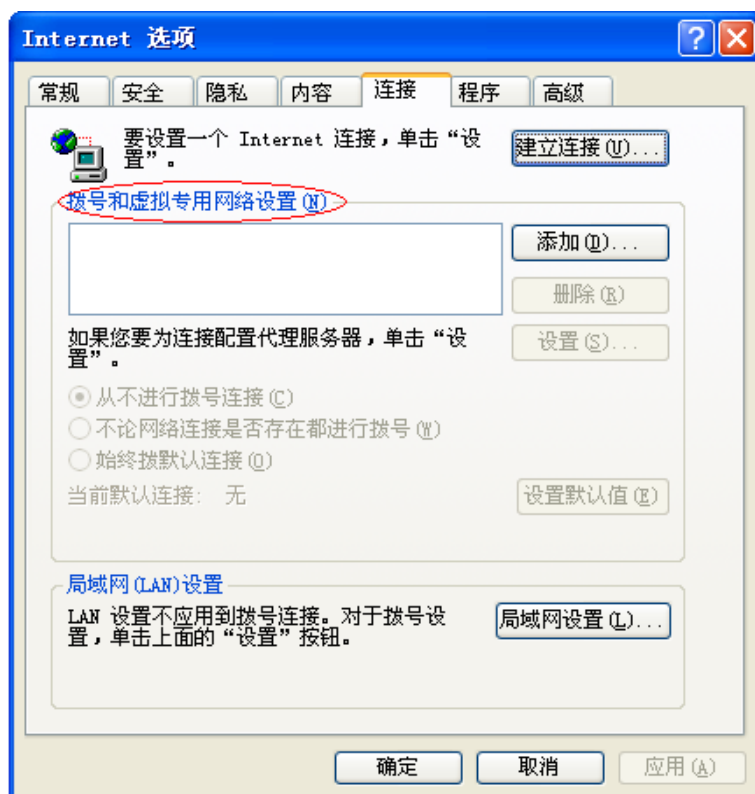 Internet 选项
常规 安全 隐私 内容 连接 程序 高级
要设置一个 Internet 连接，单击“设
置”。
建立连接(U)...
拨号和虚拟专用网络设置(N)
添加(D)...
删除(R)
如果您要为连接配置代理服务器，单击“设
置”。
设置(S)...
从不进行拨号连接(C)
不论网络连接是否存在都进行拨号(W)
始终拨默认连接(O)
当前默认连接: 无
设置默认值(E)
局域网(LAN)设置
LAN 设置不应用到拨号连接。对于拨号设
置，单击上面的“设置”按钮。
局域网设置(L)...
确定 取消 应用(A)